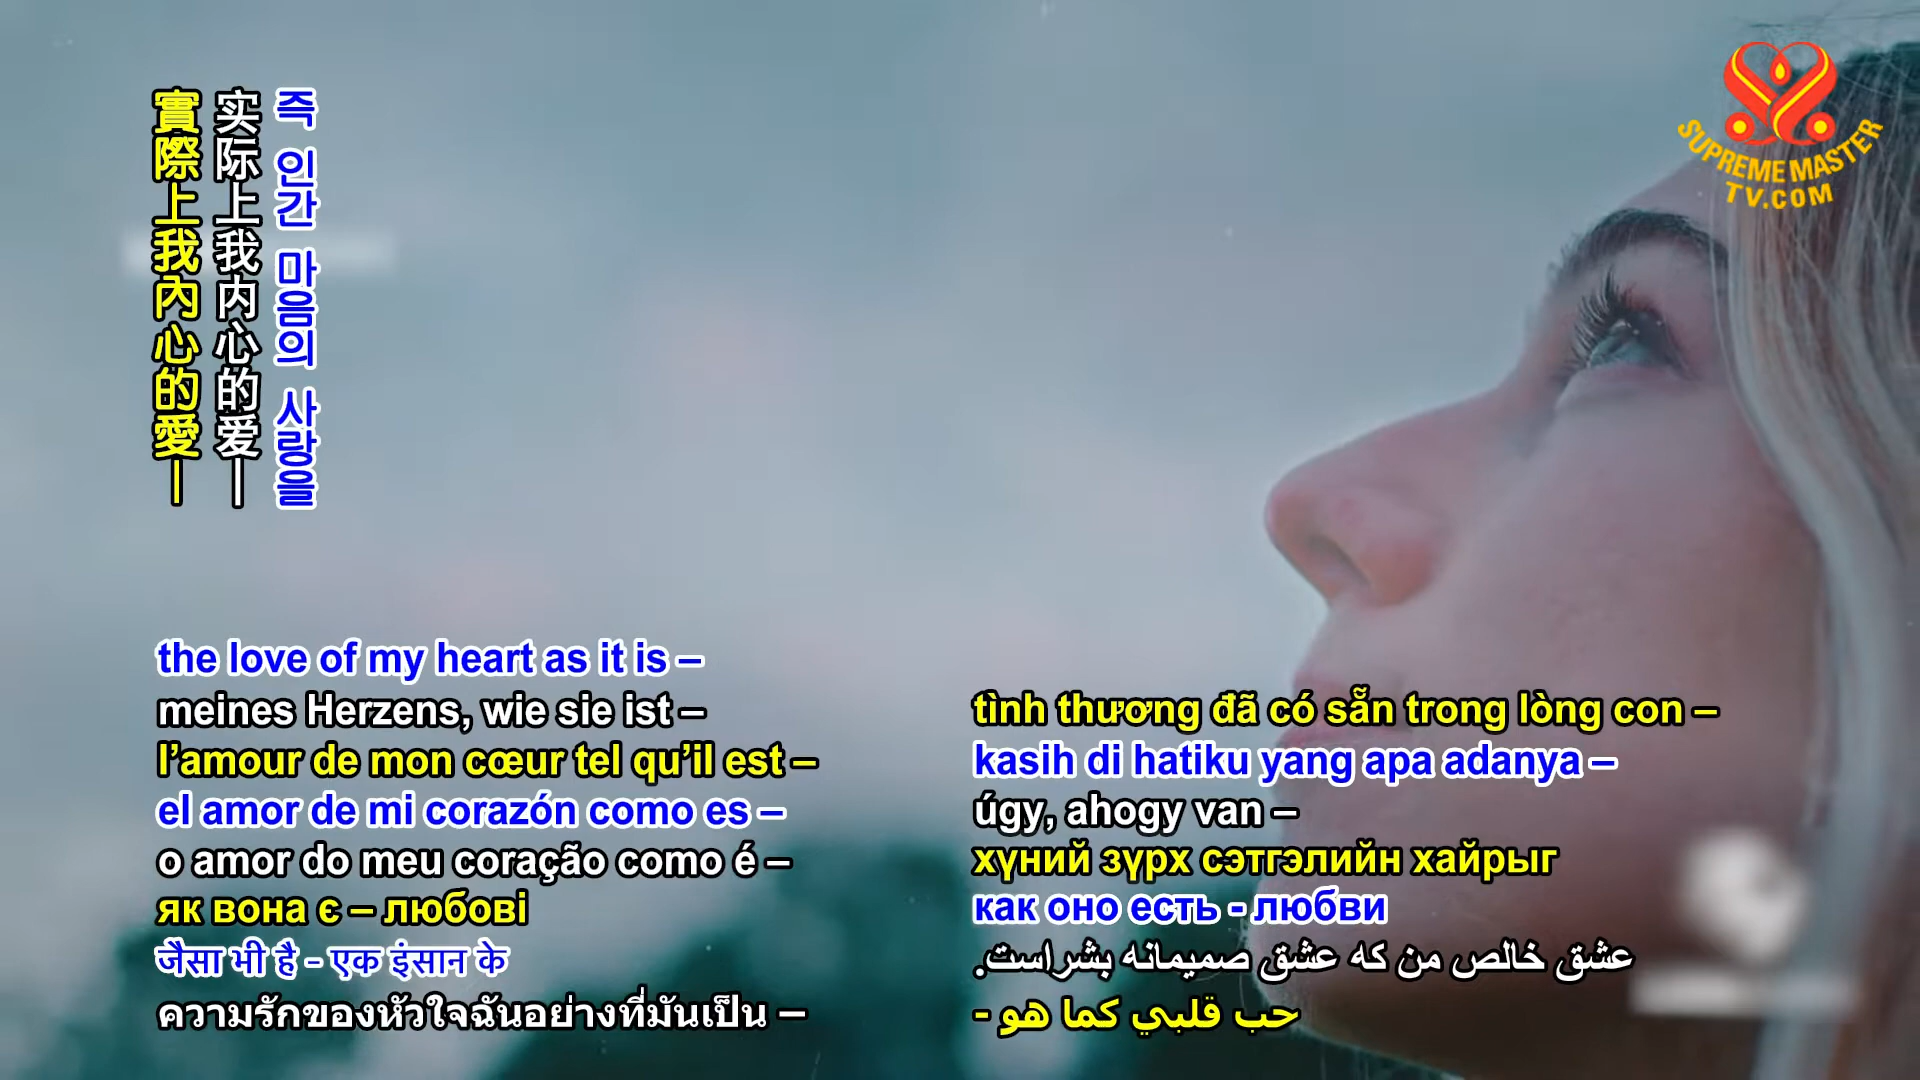 實際上我內心的愛—
实际上我内心的爱—
즉 인간 마음의 사랑을
SUPREME MASTER
TV.COM
the love of my heart as it is –
meines Herzens, wie sie ist –
l’amour de mon cœur tel qu’il est –
el amor de mi corazón como es –
o amor do meu coração como é –
як вона є – любові
जैसा भी है - एक इंसान के
ความรักของหัวใจฉันอย่างที่มันเป็น –
tình thương đã có sẵn trong lòng con –
kasih di hatiku yang apa adanya –
úgy, ahogy van –
хүний зүрх сэтгэлийн хайрыг
как оно есть - любви
عشق خالص من که عشق صمیمانه بشراست.
حب قلبي كما هو -